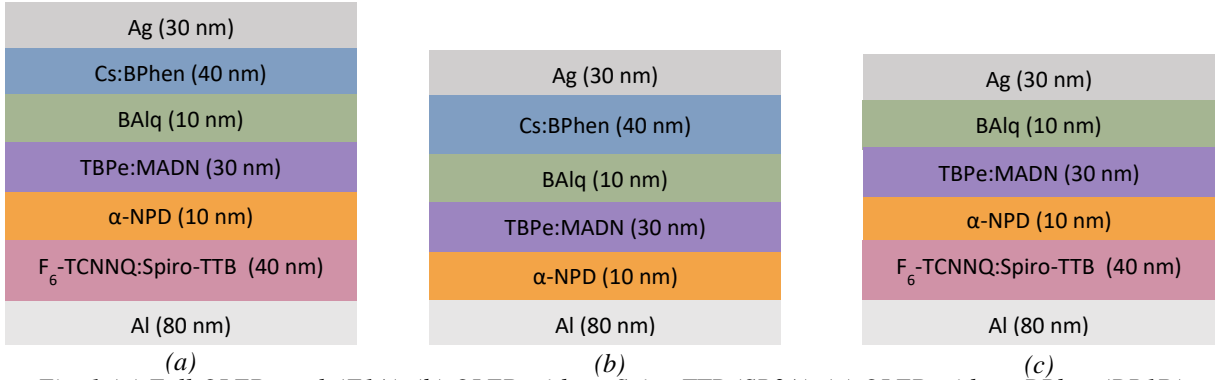 Ag (30 nm)
Cs:BPhen (40 nm)
BAlq (10 nm)
TBPe:MADN (30 nm)
α-NPD (10 nm)
F6-TCNNQ:Spiro-TTB (40 nm)
Al (80 nm)
(a)
Ag (30 nm)
Cs:BPhen (40 nm)
BAlq (10 nm)
TBPe:MADN (30 nm)
α-NPD (10 nm)
Al (80 nm)
(b)
Ag (30 nm)
BAlq (10 nm)
TBPe:MADN (30 nm)
α-NPD (10 nm)
F6-TCNNQ:Spiro-TTB (40 nm)
Al (80 nm)
(c)